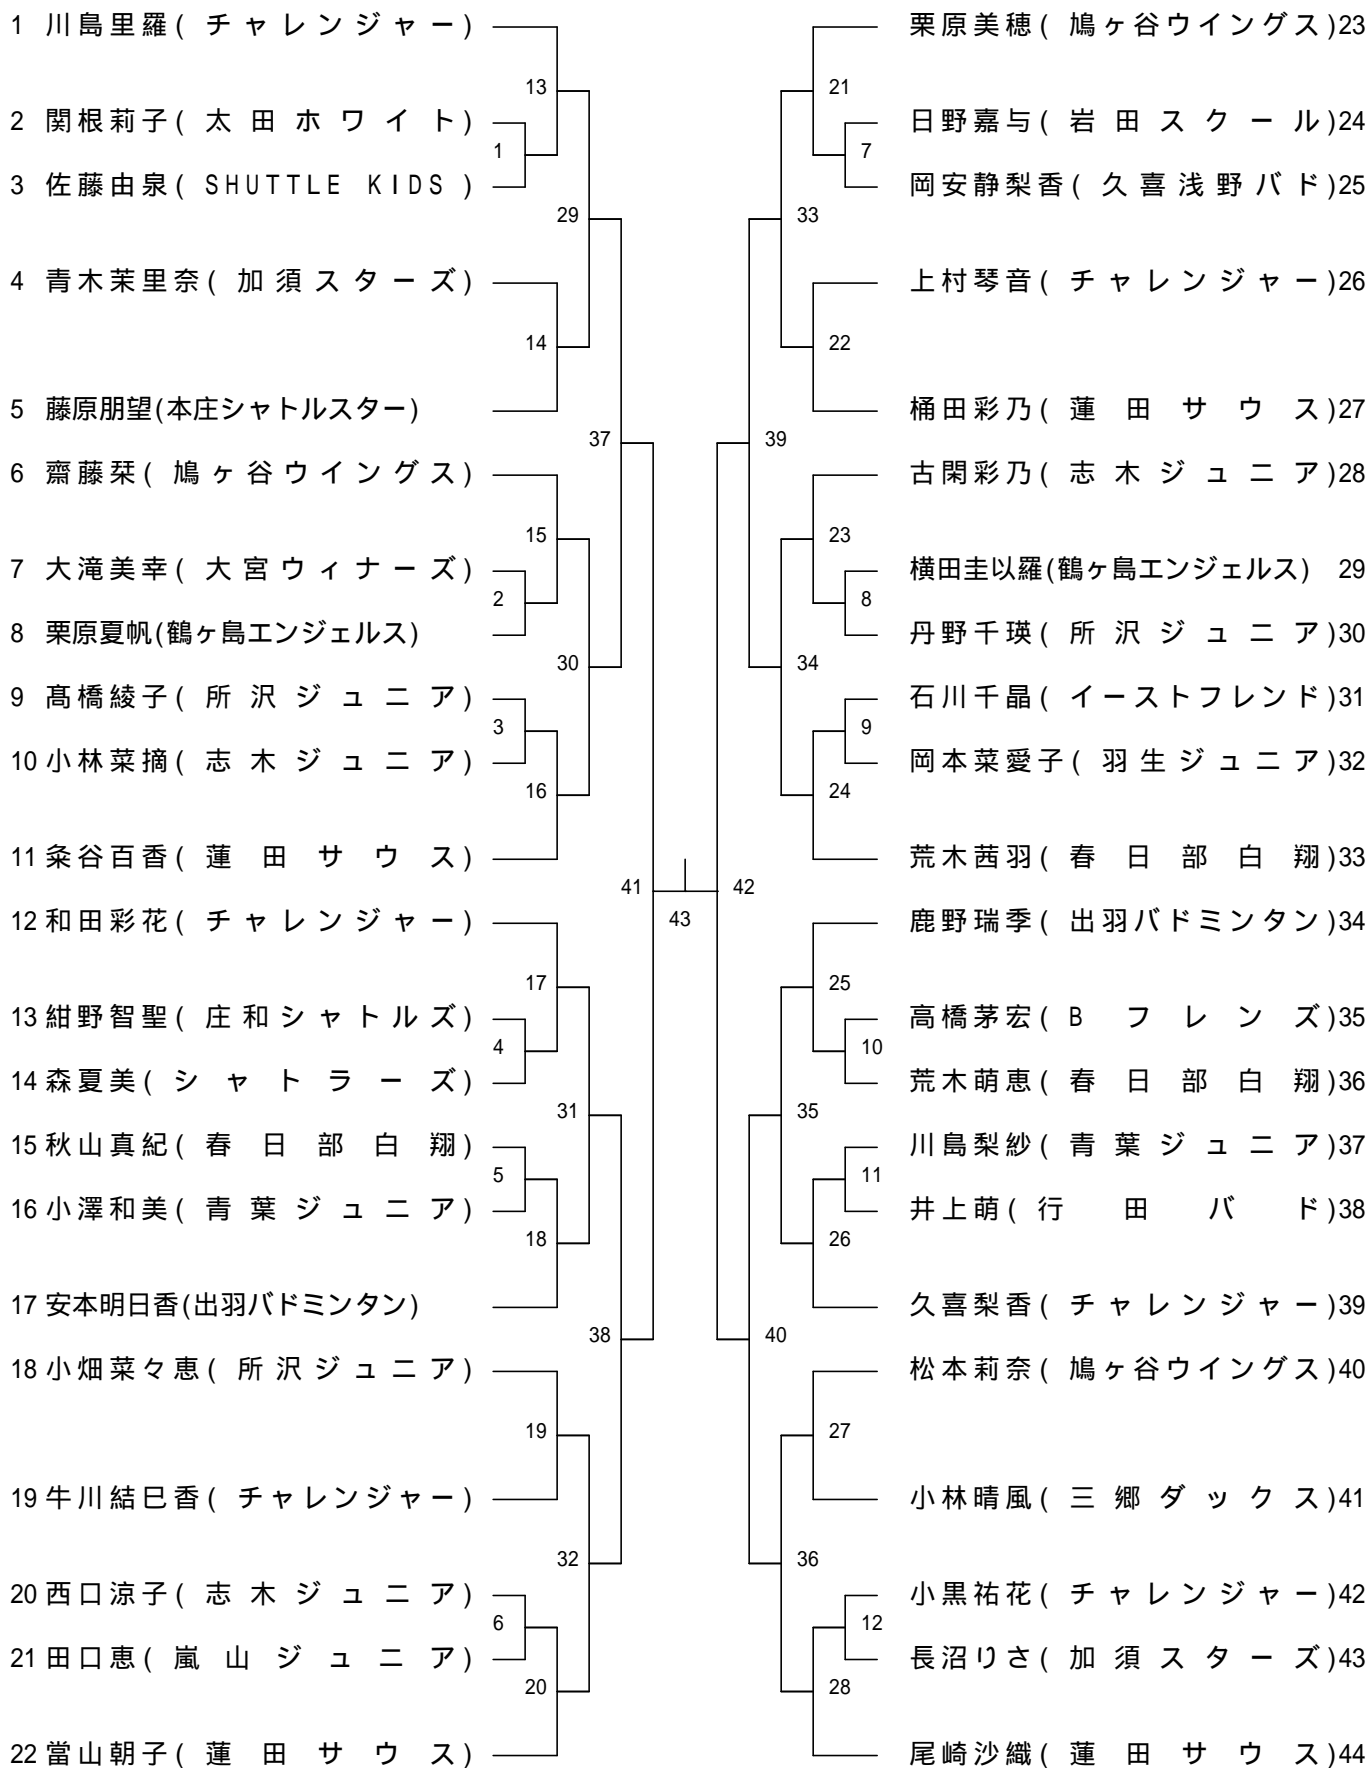 1 川島里羅( チャレンジャー)
13
2 関根莉子( 太田ホワイト)
1
3 佐藤由泉( SHUTTLE KIDS )
29
4 青木茉里奈( 加須スターズ)
14
5 藤原朋望(本庄シャトルスター)
37
6 齋藤栞( 鳩ヶ谷ウイングス)
15
7 大滝美幸( 大宮ウィナーズ)
2
8 栗原夏帆(鶴ヶ島エンジェルス)
30
9 髙橋綾子( 所沢ジュニア)
3
10 小林菜摘( 志木ジュニア)
16
11 粂谷百香( 蓮田サウス)
41
12 和田彩花( チャレンジャー)
17
13 紺野智聖( 庄和シャトルズ)
4
14 森夏美( シャトラーズ)
31
15 秋山真紀( 春日部白翔)
5
16 小澤和美( 青葉ジュニア)
18
17 安本明日香(出羽バドミンタン)
38
18 小畑菜々恵( 所沢ジュニア)
19
19 牛川結巳香( チャレンジャー)
32
20 西口涼子( 志木ジュニア)
6
21 田口恵( 嵐山ジュニア)
20
22 當山朝子( 蓮田サウス)
43
栗原美穂( 鳩ヶ谷ウイングス)23
21
日野嘉与( 岩田スクール)24
7
岡安静梨香( 久喜浅野バド)25
33
上村琴音( チャレンジャー)26
22
桶田彩乃( 蓮田サウス)27
39
古閑彩乃( 志木ジュニア)28
23
横田圭以羅(鶴ヶ島エンジェルス) 29
8
丹野千瑛( 所沢ジュニア)30
34
石川千晶( イーストフレンド)31
9
岡本菜愛子( 羽生ジュニア)32
24
荒木茜羽( 春日部白翔)33
42
鹿野瑞季( 出羽バドミンタン)34
25
高橋茅宏( B フレンズ)35
10
荒木萌恵( 春日部白翔)36
35
川島梨紗( 青葉ジュニア)37
11
井上萌( 行田バド)38
26
久喜梨香( チャレンジャー)39
40
松本莉奈( 鳩ヶ谷ウイングス)40
27
小林晴風( 三郷ダックス)41
36
小黒祐花( チャレンジャー)42
12
長沼りさ( 加須スターズ)43
28
尾崎沙織( 蓮田サウス)44